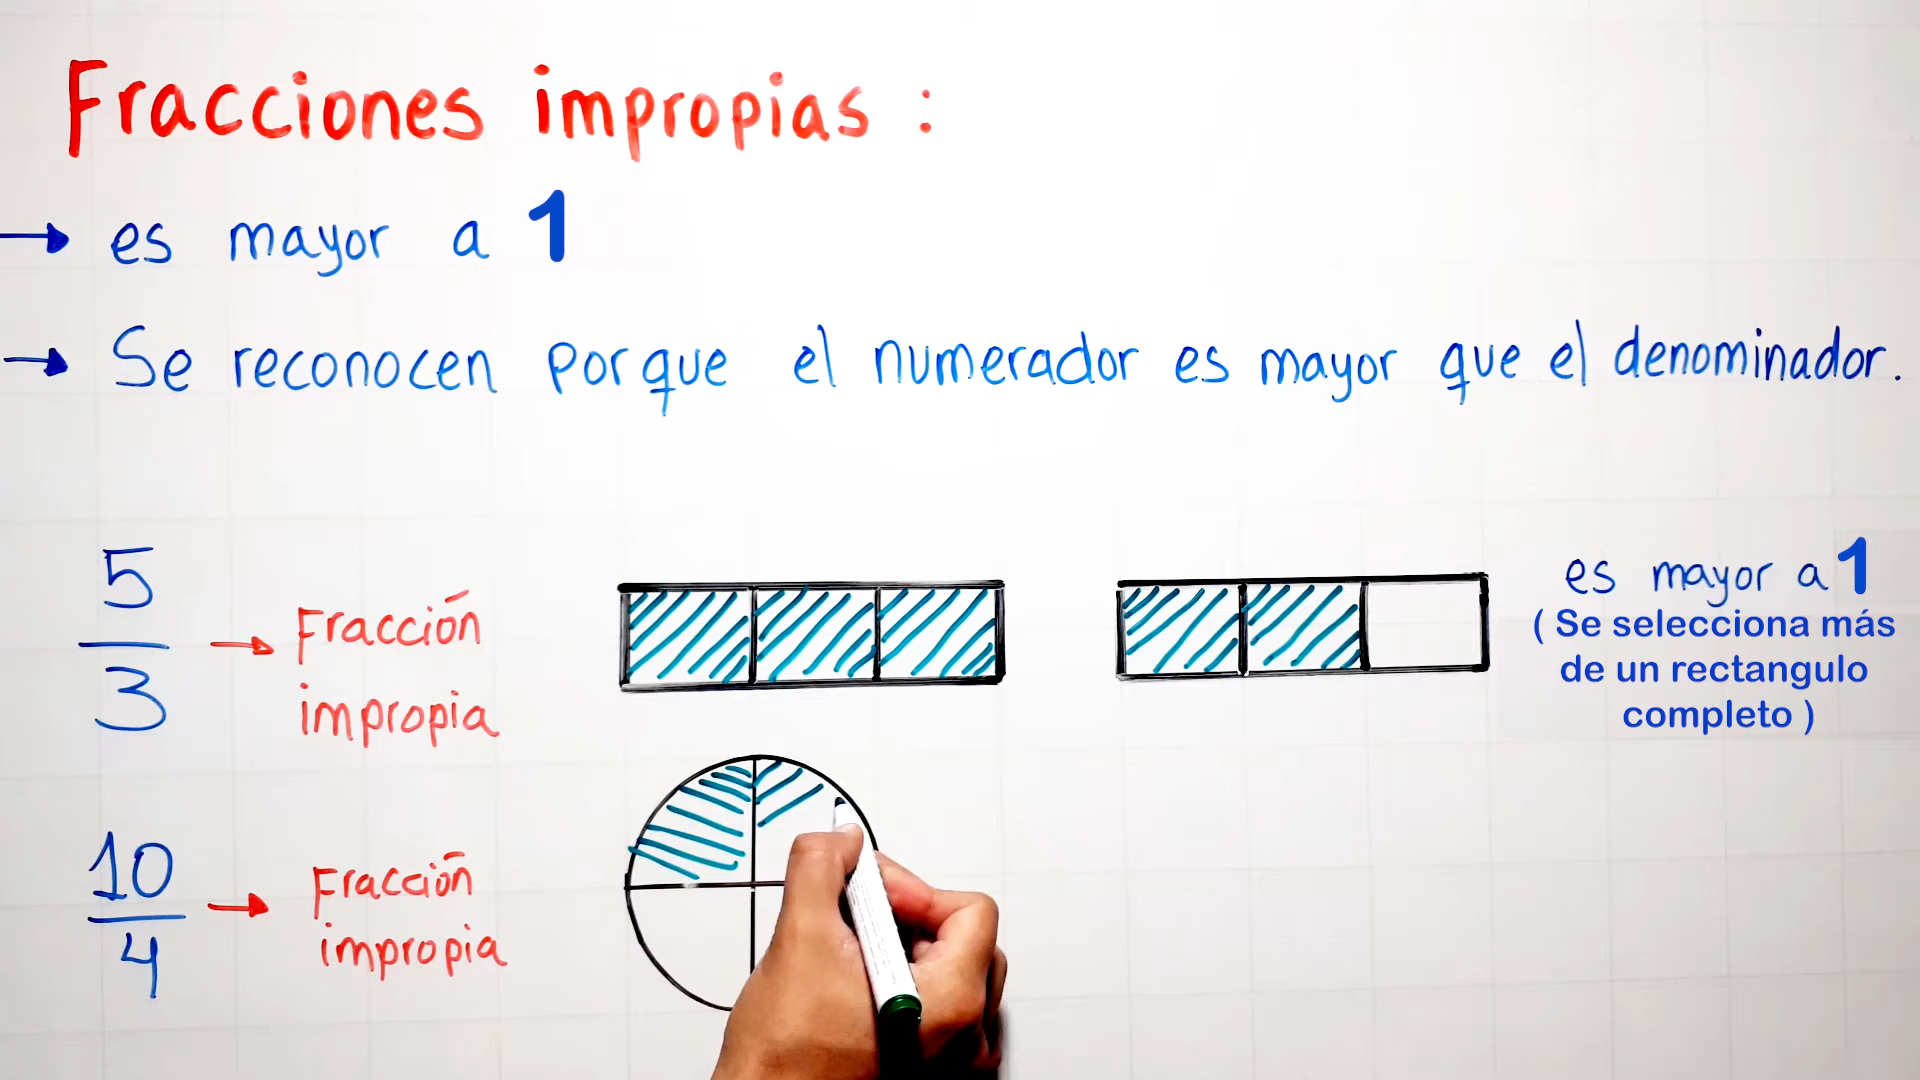 Fracciones impropias :
→ es mayor a 1
→ Se reconocen porque el numerador es mayor que el denominador.
5/3 → Fracción
impropia
es mayor a 1
( Se selecciona más
de un rectangulo
completo )
10/4 → Fracción
impropia